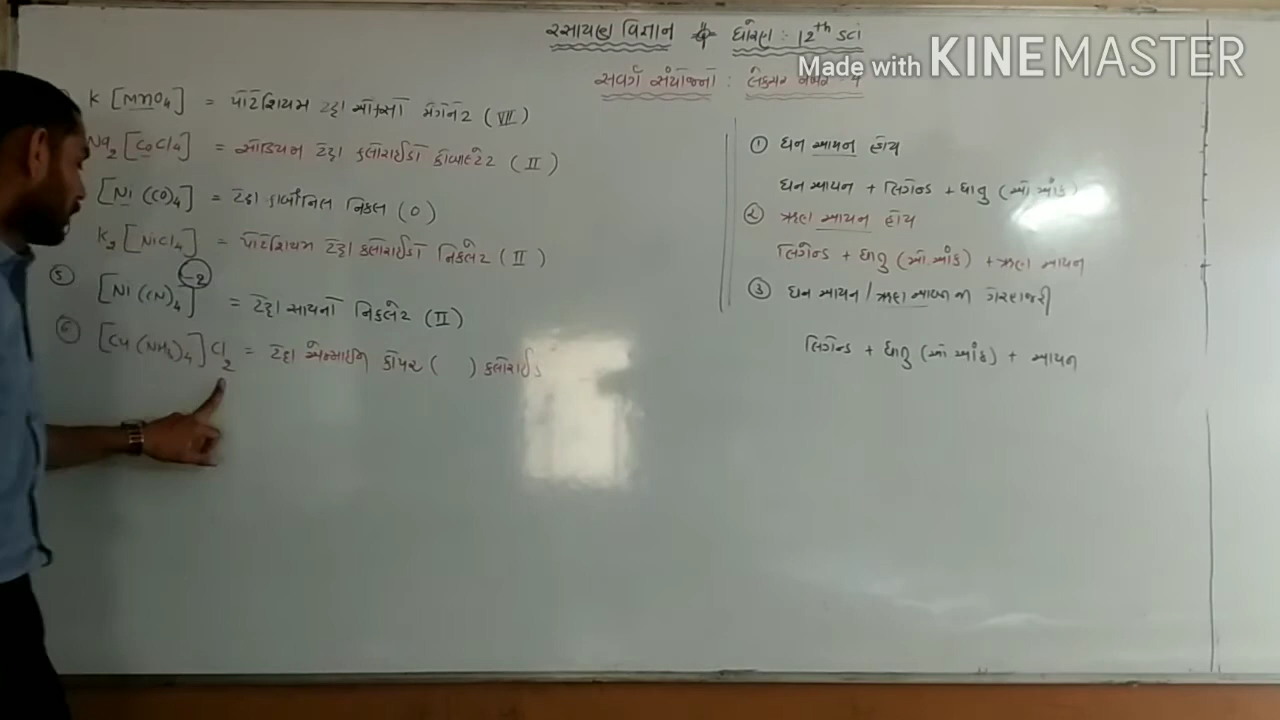 રસાયણ વિજ્ઞાન ધોરણ : 12th sci
Made with KINEMASTER
સવર્ગ સંયોજનો : લેક્ચર નંબર
K [MnO4] = પોટેશિયમ ટેટ્રા ઓક્સો મેંગેનેટ (VII)
Na2 [CoCl4] = સોડિયમ ટેટ્રા ક્લોરાઈડો કોબાલ્ટેટ (II)
[Ni (CO)4] = ટેટ્રા કાર્બોનિલ નિકલ (0)
K2 [NiCl4] = પોટેશિયમ ટેટ્રા ક્લોરાઈડો નિકલેટ (II)
5 [Ni (CN)4]-2 = ટેટ્રા સાયનો નિકલેટ (II)
6 [Cu (NH3)4] Cl2 = ટેટ્રા એમ્માઈન કોપર ( ) ક્લોરાઈડ
1 ધન આયન હોય
ધન આયન + લિગેન્ડ + ધાતુ (ઓ.આંક)
2 ઋણ આયન હોય
લિગેન્ડ + ધાતુ (ઓ.આંક) + ઋણ આયન
3 ધન આયન / ઋણ આયનની ગેરહાજરી
લિગેન્ડ + ધાતુ (ઓ આંક) + આયન